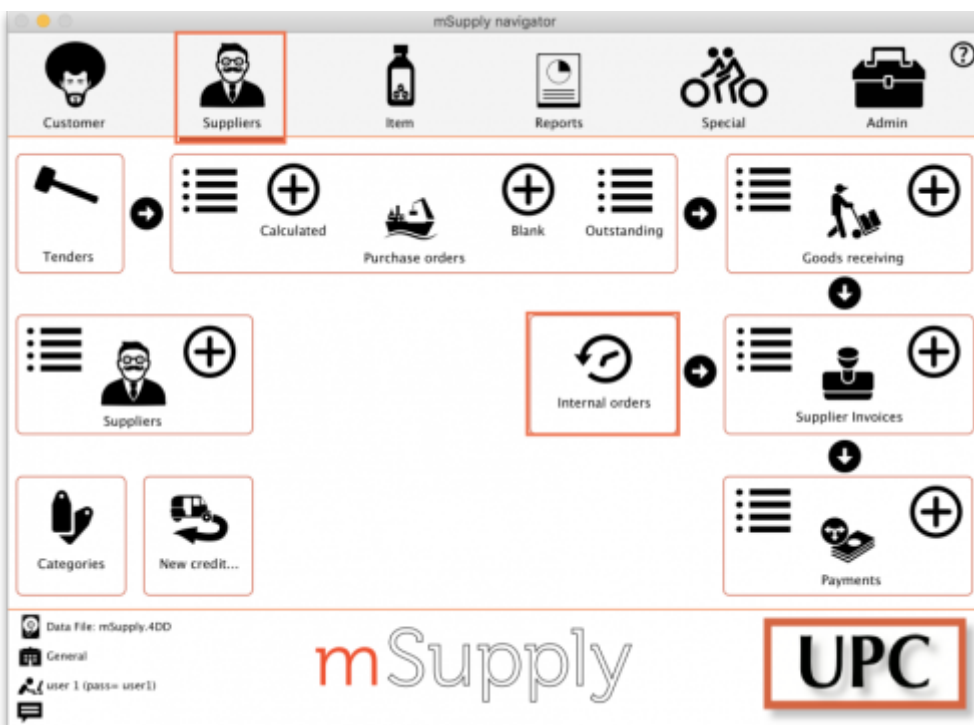 mSupply navigator
?
Customer
Suppliers
Item
Reports
Special
Admin
Calculated
Blank
Outstanding
Tenders
Purchase orders
Goods receiving
Internal orders
Suppliers
Supplier Invoices
Categories
New credit...
Payments
Data File: mSupply.4DD
General
user 1 (pass= user1)
mSupply
UPC